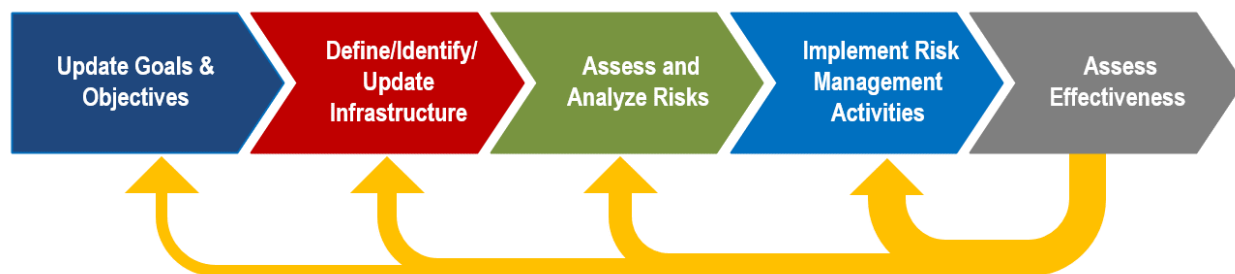 Update Goals &
Objectives
Define/Identify/
Update
Infrastructure
Assess and
Analyze Risks
Implement Risk
Management
Activities
Assess
Effectiveness